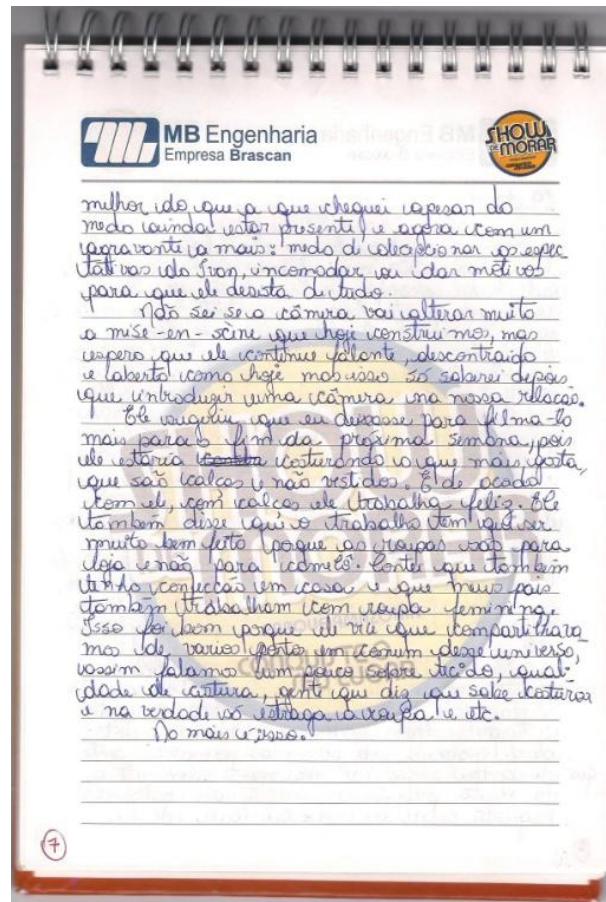 MB Engenharia
Empresa Brascan
SHOW
DE MORAR
melhor do que a que cheguei apesar do
medo ainda estar presente e agora com um
agravante a mais: medo de decepcionar as expec
tativas do Ivon, incomodar ou dar motivos
para que ele desista de tudo.
Não sei se a câmera vai alterar muito
a mise-en-scène que hoje construimos, mas
espero que ele continue falante, descontraído
e aberto como hoje mas isso só saberei depois
que introduzir uma câmera na nossa relação.
Ele sugeriu que eu deixasse para filma-lo
mais para o fim da próxima semana, pois
ele estaria costurando o que mais gosta,
que são calças e não vestidos. E de acodo
com ele, com calças ele trabalha feliz. Ele
também disse que o trabalho tem que ser
muito bem feito porque as roupas vão para
loja e não para camelô. Contei que também
tenho confecção em casa e que meus pais
também trabalham com roupa feminina.
Isso foi bom porque ele viu que compartilhara
mos de varios pontos em comum desse universo,
assim falamos um pouco sobre tecido, quali
dade de costura, gente que diz que sabe costurar
e na verdade só estraga a roupa e etc.
No mais é isso.
7